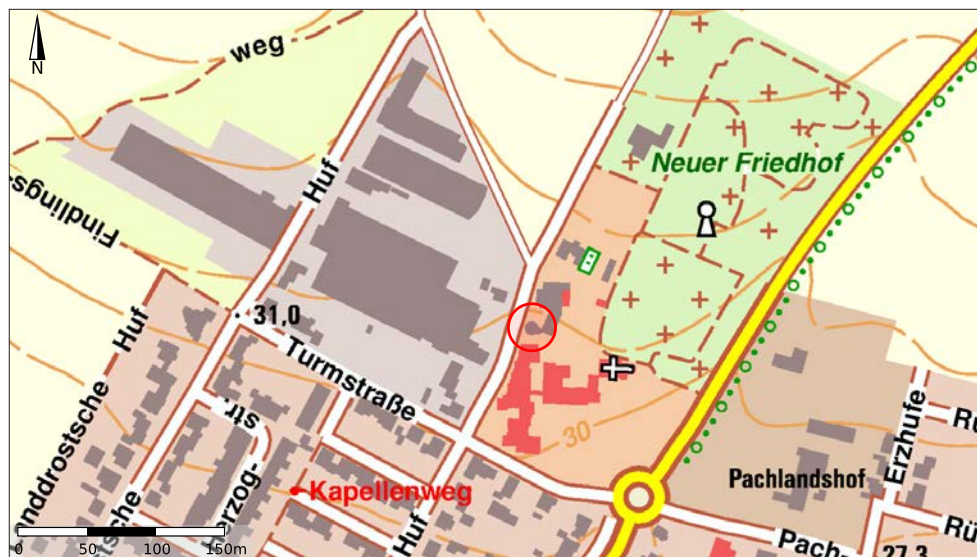 weg
N
Huf
Neuer Friedhof
Findlings-
31,0
Huf
Turmstraße
Landdrostsche
str.
30
Erzhufe
Rü
Pachlandshof
Kapellenweg
Herzog-
Huf
Rü
Pach-
27,3
0 50 100 150m